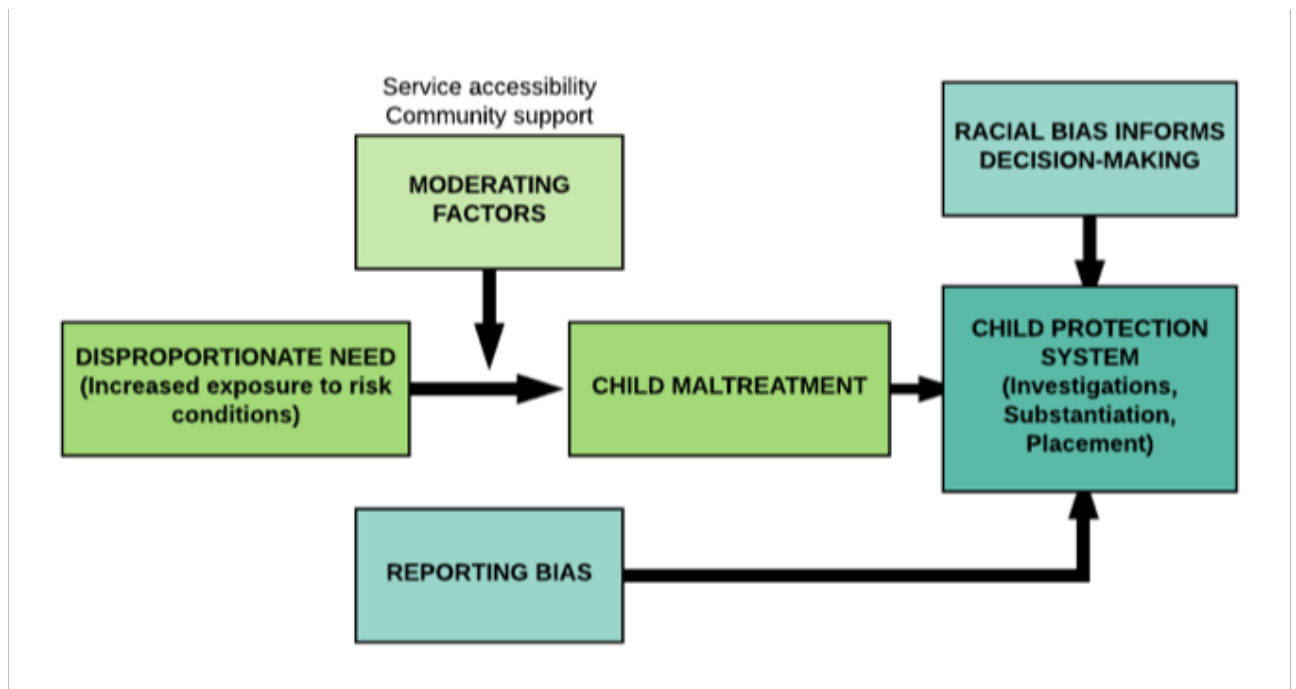 Service accessibility
Community support
MODERATING
FACTORS
RACIAL BIAS INFORMS
DECISION-MAKING
DISPROPORTIONATE NEED
(Increased exposure to risk
conditions)
CHILD MALTREATMENT
CHILD PROTECTION
SYSTEM
(Investigations,
Substantiation,
Placement)
REPORTING BIAS